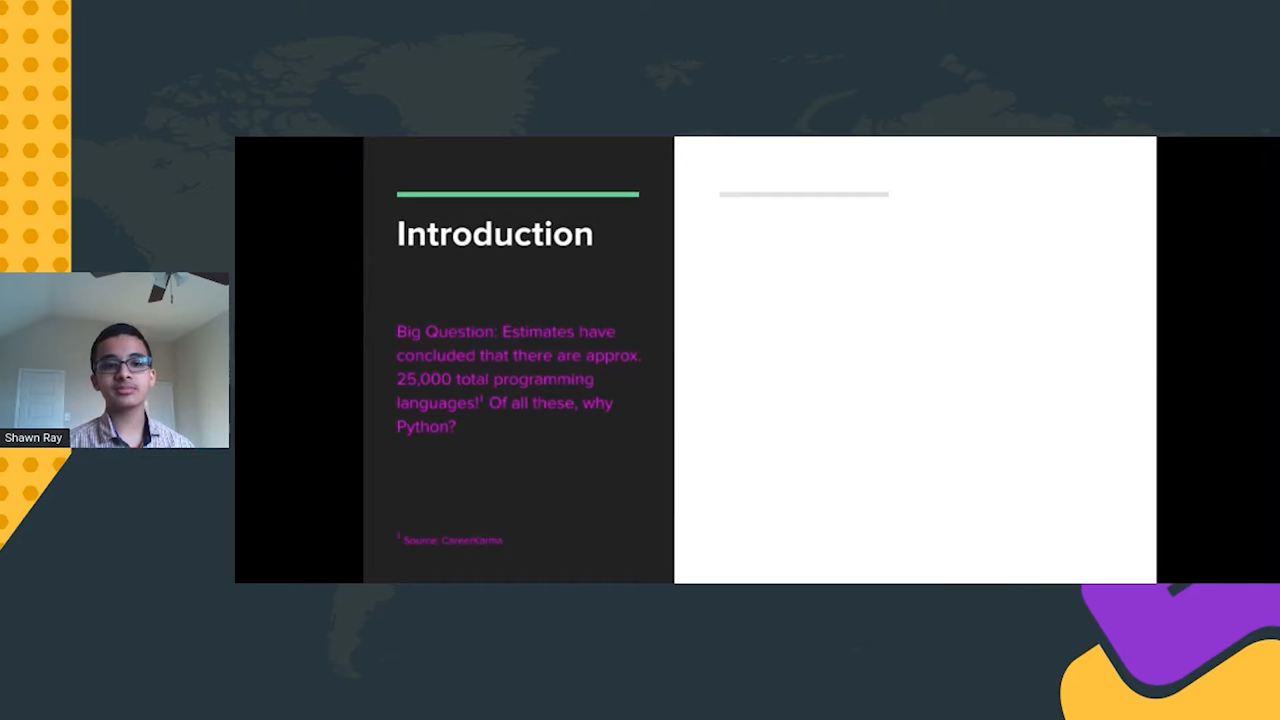 Introduction
Big Question: Estimates have
concluded that there are approx.
25,000 total programming
languages!¹ Of all these, why
Python?
¹ Source: CareerKarma
Shawn Ray